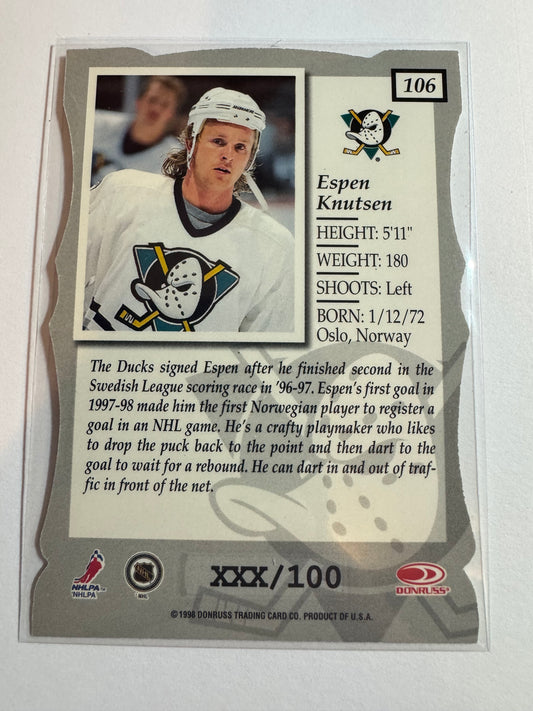 106
Espen
Knutsen
HEIGHT: 5'11"
WEIGHT: 180
SHOOTS: Left
BORN: 1/12/72
Oslo, Norway
The Ducks signed Espen after he finished second in the
Swedish League scoring race in '96-97. Espen's first goal in
1997-98 made him the first Norwegian player to register a
goal in an NHL game. He's a crafty playmaker who likes
to drop the puck back to the point and then dart to the
goal to wait for a rebound. He can dart in and out of traf-
fic in front of the net.
NHLPA™
'NHLPA
NHL
XXX/100
DONRUSS®
©1998 DONRUSS TRADING CARD CO. PRODUCT OF U.S.A.